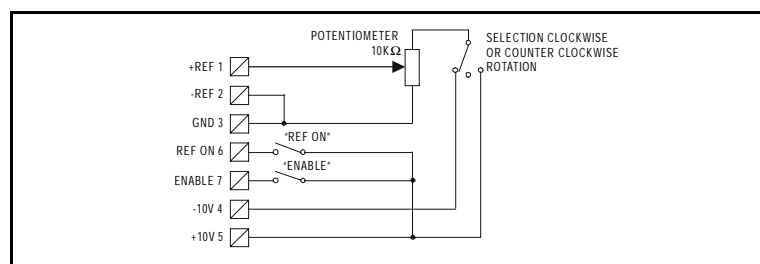 POTENTIOMETER
10KΩ
SELECTION CLOCKWISE
OR COUNTER CLOCKWISE
ROTATION
+REF 1
-REF 2
GND 3
REF ON 6
"REF ON"
ENABLE 7
"ENABLE"
-10V 4
+10V 5